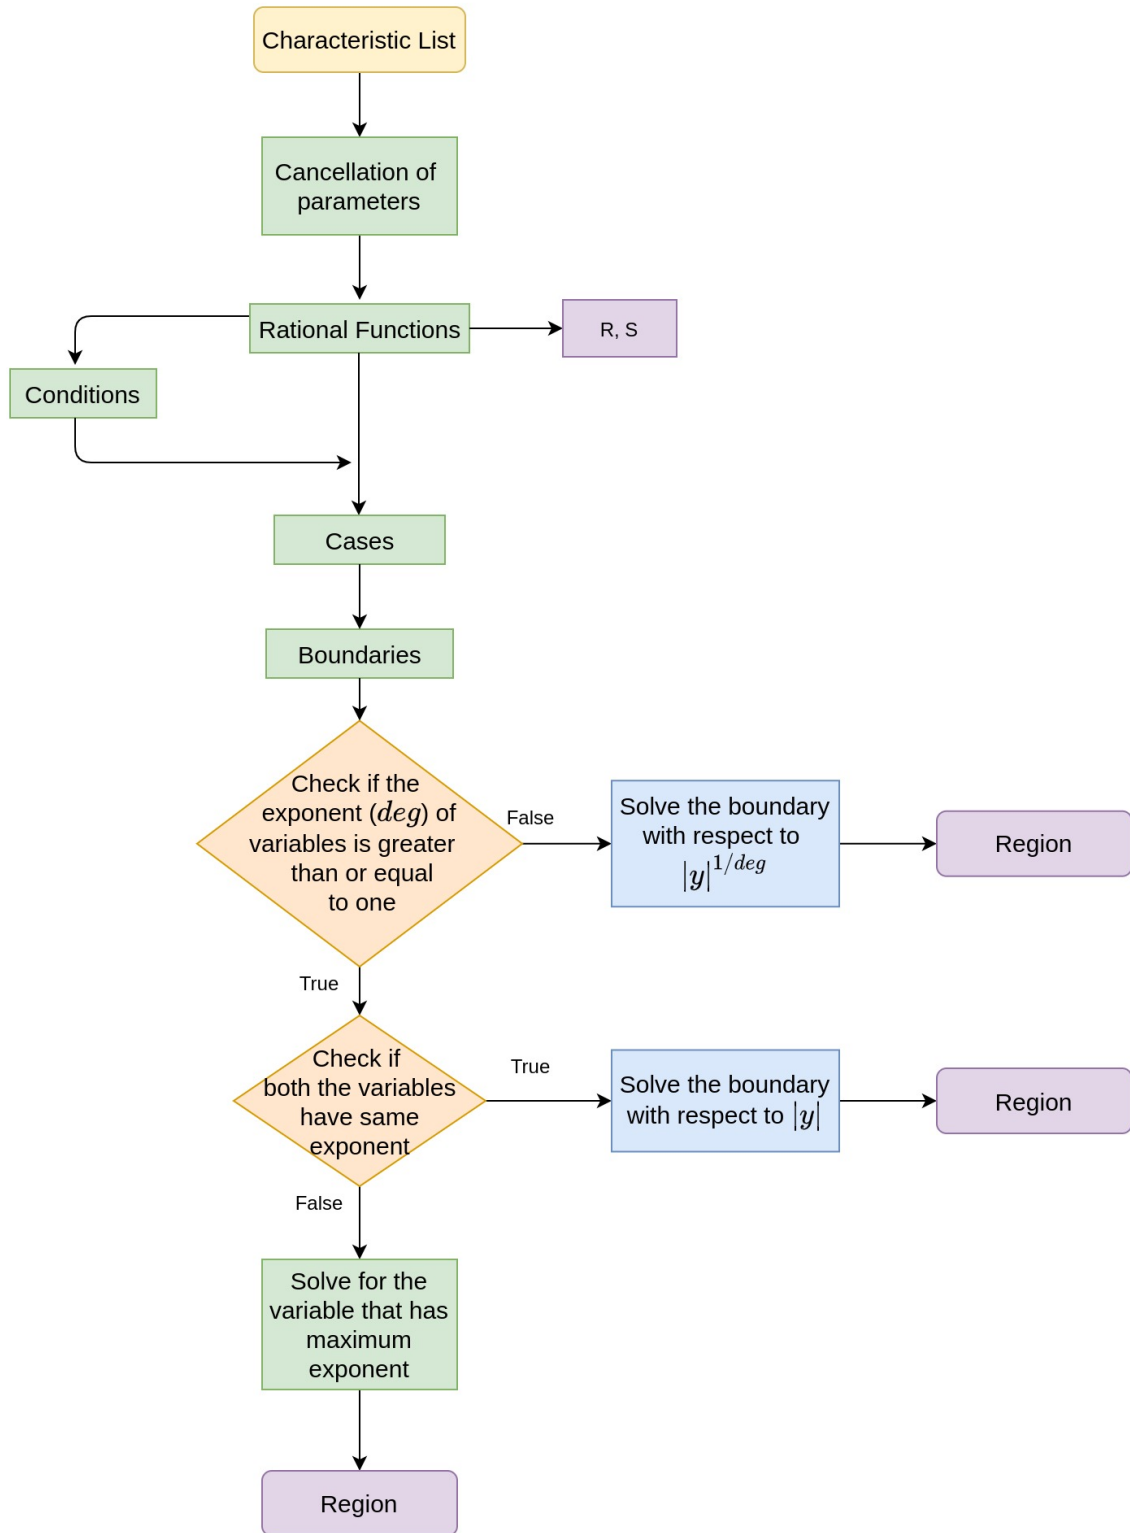 Characteristic List
Cancellation of
parameters
Rational Functions
R, S
Conditions
Cases
Boundaries
Check if the
exponent (deg) of
variables is greater
than or equal
to one
False
Solve the boundary
with respect to
|y|^{1/deg}
Region
True
Check if
both the variables
have same
exponent
True
Solve the boundary
with respect to |y|
Region
False
Solve for the
variable that has
maximum
exponent
Region